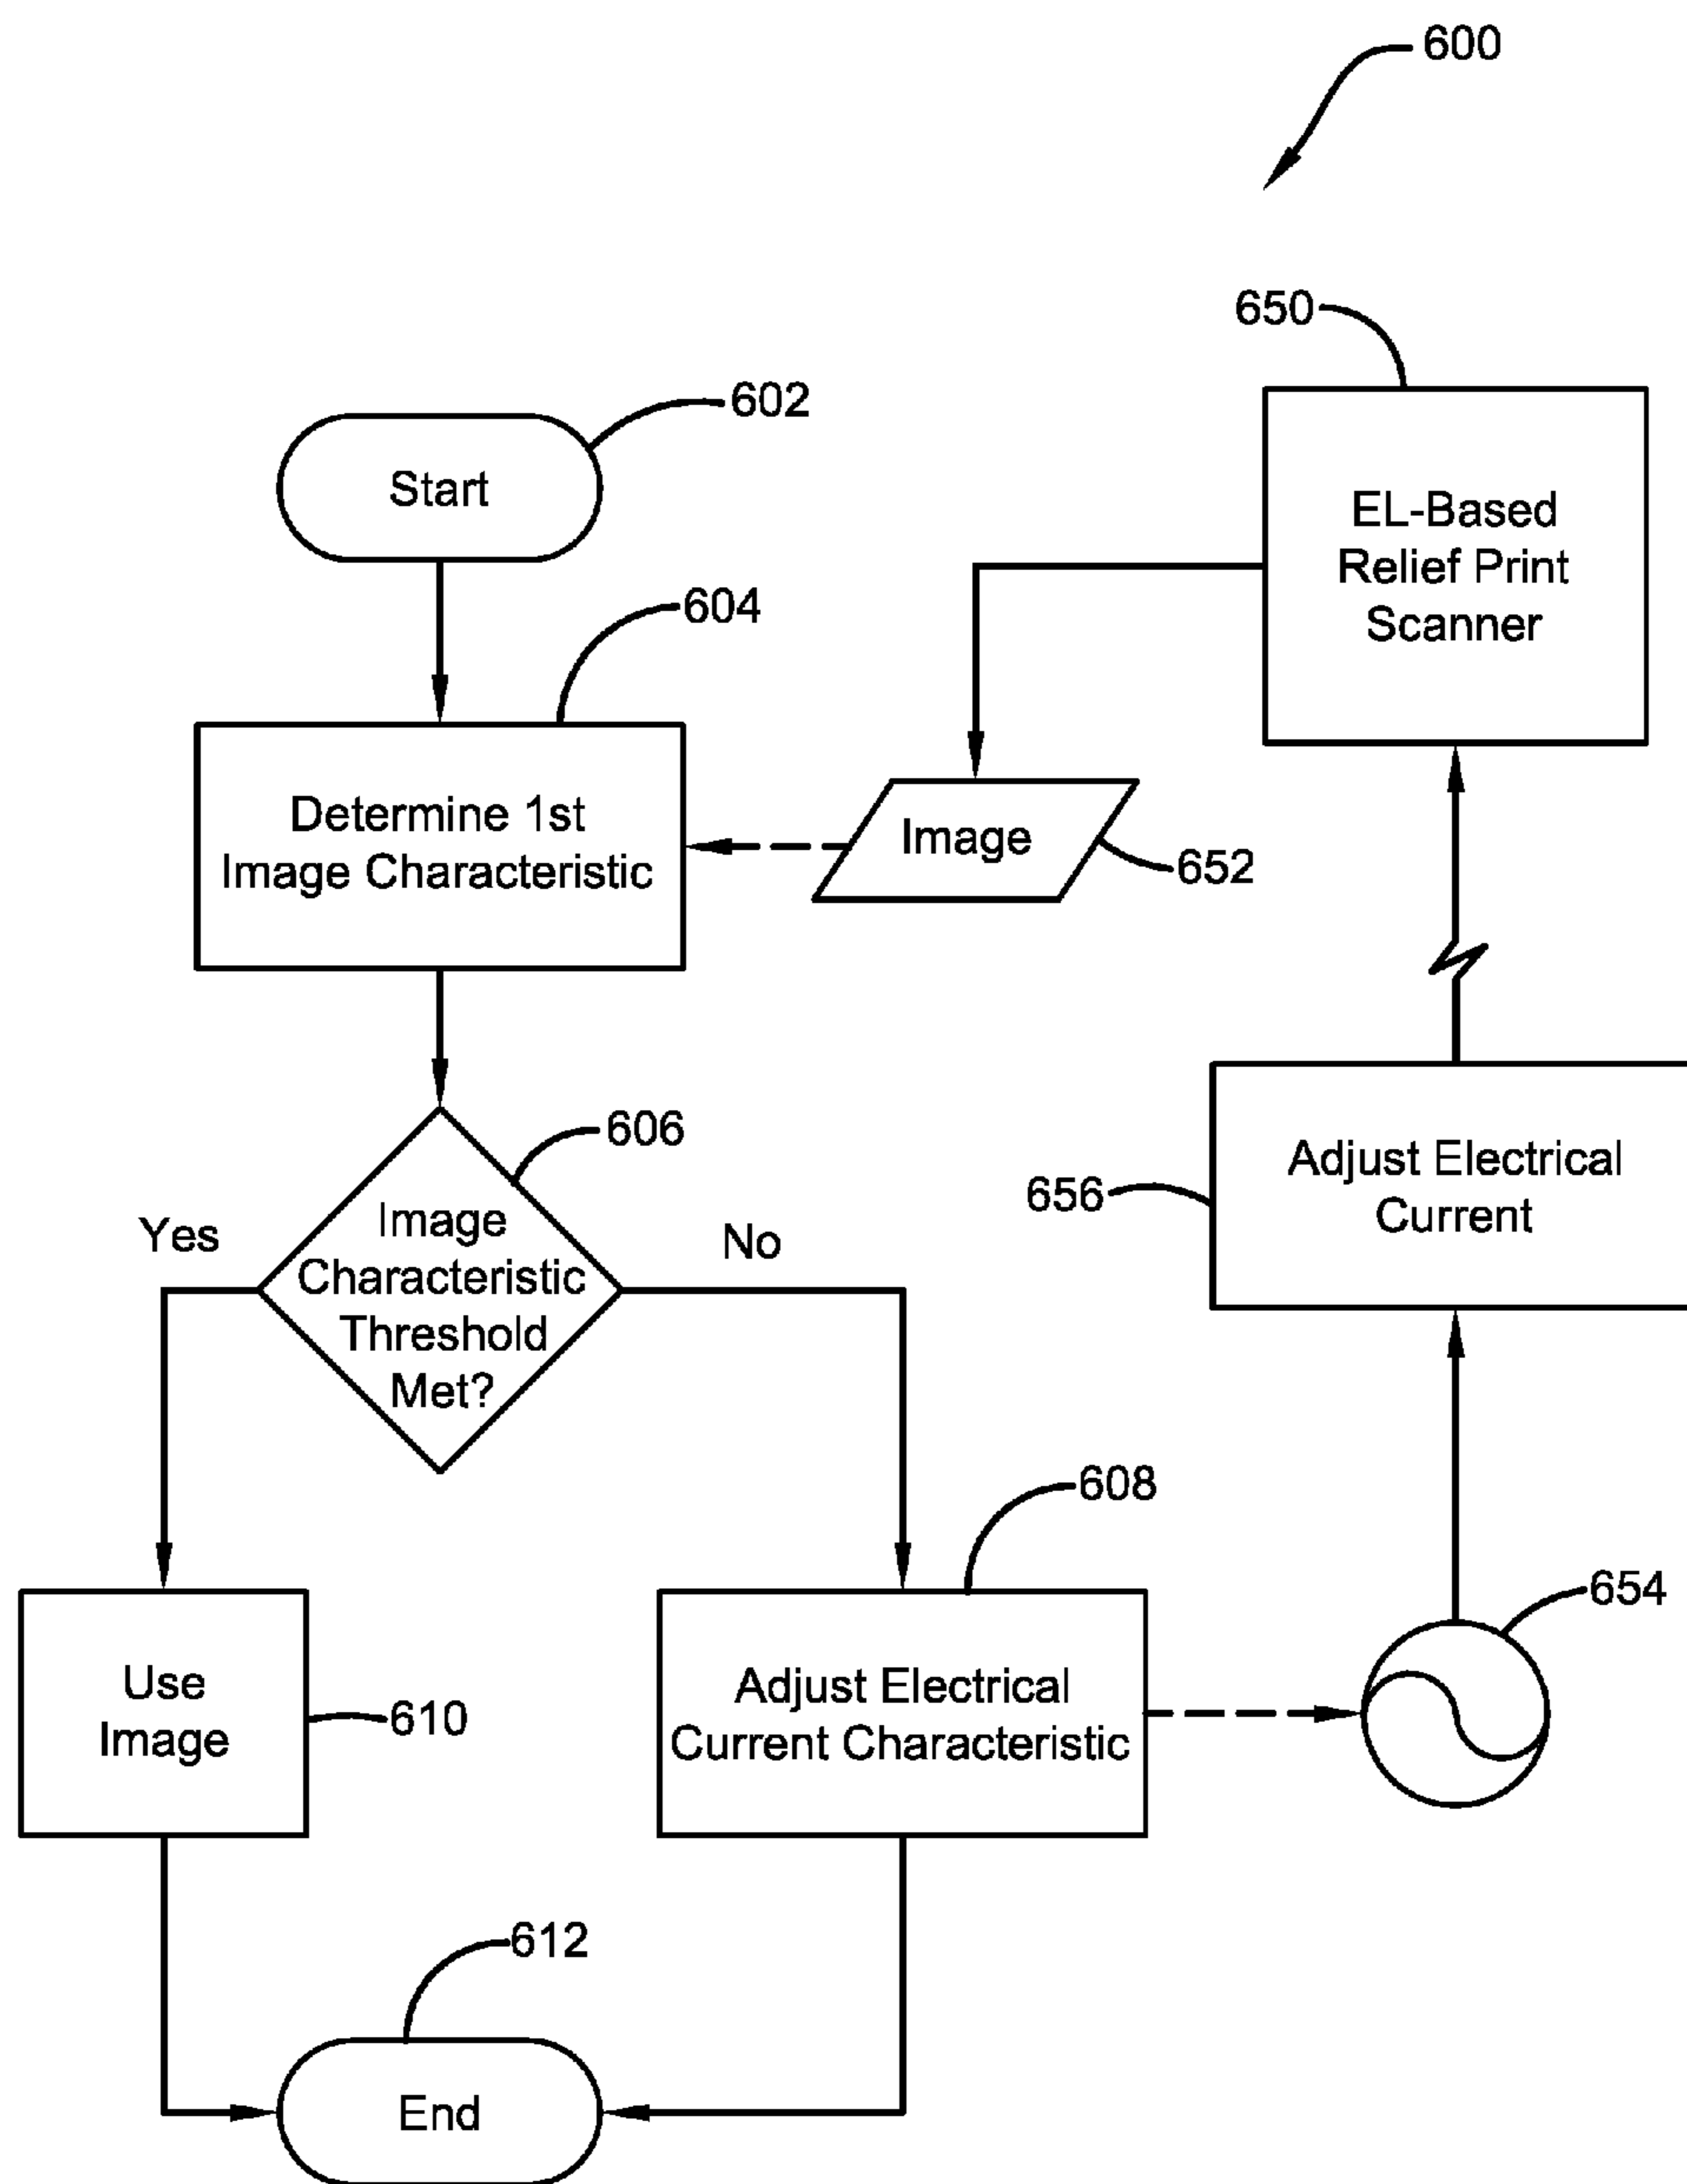 600
650
602
Start
EL-Based
Relief Print
Scanner
604
Determine 1st
Image Characteristic
Image
652
606
Yes
Image
Characteristic
Threshold
Met?
No
656
Adjust Electrical
Current
608
654
Use
Image
610
Adjust Electrical
Current Characteristic
612
End